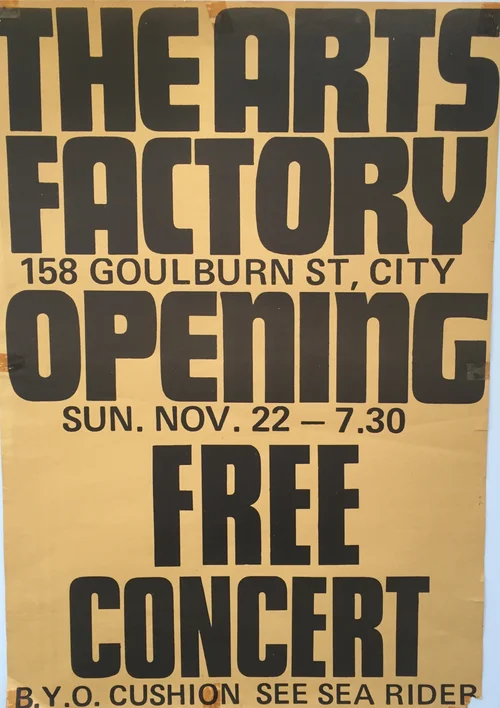 THE ARTS
FACTORY
158 GOULBURN ST, CITY
OPENING
SUN. NOV. 22 – 7.30
FREE
CONCERT
B.Y.O. CUSHION SEE SEA RIDER